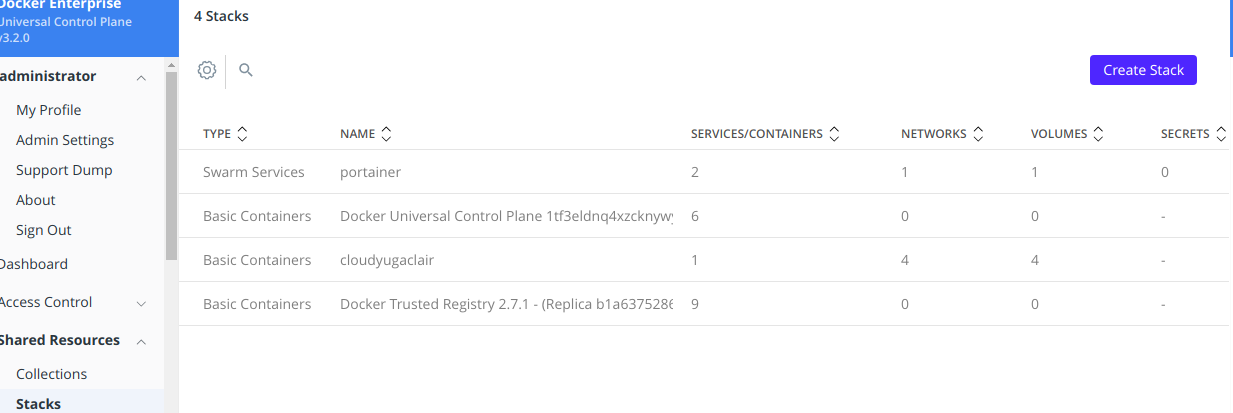 Docker Enterprise
Universal Control Plane
v3.2.0
administrator
My Profile
Admin Settings
Support Dump
About
Sign Out
Dashboard
Access Control
Shared Resources
Collections
Stacks
4 Stacks
Create Stack
TYPE NAME SERVICES/CONTAINERS NETWORKS VOLUMES SECRETS
Swarm Services portainer 2 1 1 0
Basic Containers Docker Universal Control Plane 1tf3eldnq4xzcknywy 6 0 0 -
Basic Containers cloudyugaclair 1 4 4 -
Basic Containers Docker Trusted Registry 2.7.1 - (Replica b1a6375286 9 0 0 -